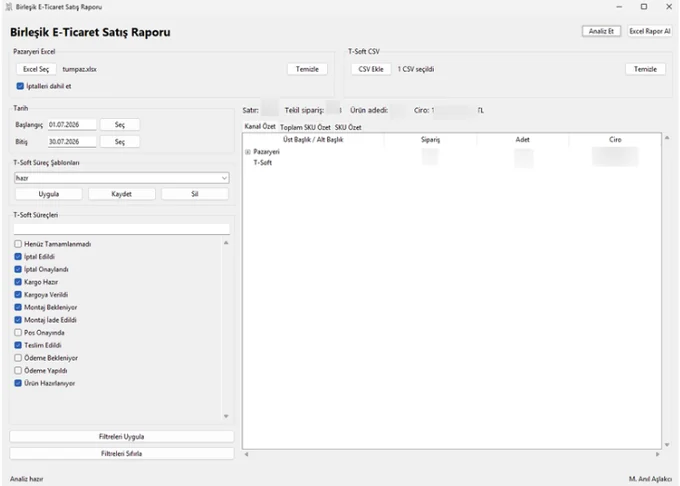 Birleşik E-Ticaret Satış Raporu
Birleşik E-Ticaret Satış Raporu
Analiz Et
Excel Rapor Al
Pazaryeri Excel
Excel Seç
tumpaz.xlsx
Temizle
İptalleri dahil et
T-Soft CSV
CSV Ekle
1 CSV seçildi
Temizle
Tarih
Başlangıç
01.07.2026
Seç
Bitiş
30.07.2026
Seç
T-Soft Süreç Şablonları
hazır
Uygula
Kaydet
Sil
T-Soft Süreçleri
Henüz Tamamlanmadı
İptal Edildi
İptal Onaylandı
Kargo Hazır
Kargoya Verildi
Montaj Bekleniyor
Montaj İade Edildi
Pos Onayında
Teslim Edildi
Ödeme Bekleniyor
Ödeme Yapıldı
Ürün Hazırlanıyor
Filtreleri Uygula
Filtreleri Sıfırla
Satır:
Tekil sipariş:
Ürün adedi:
Ciro: 1
TL
Kanal Özet
Toplam SKU Özet
SKU Özet
Üst Başlık / Alt Başlık
Sipariş
Adet
Ciro
Pazaryeri
T-Soft
Analiz hazır
M. Anıl Aşlakcı